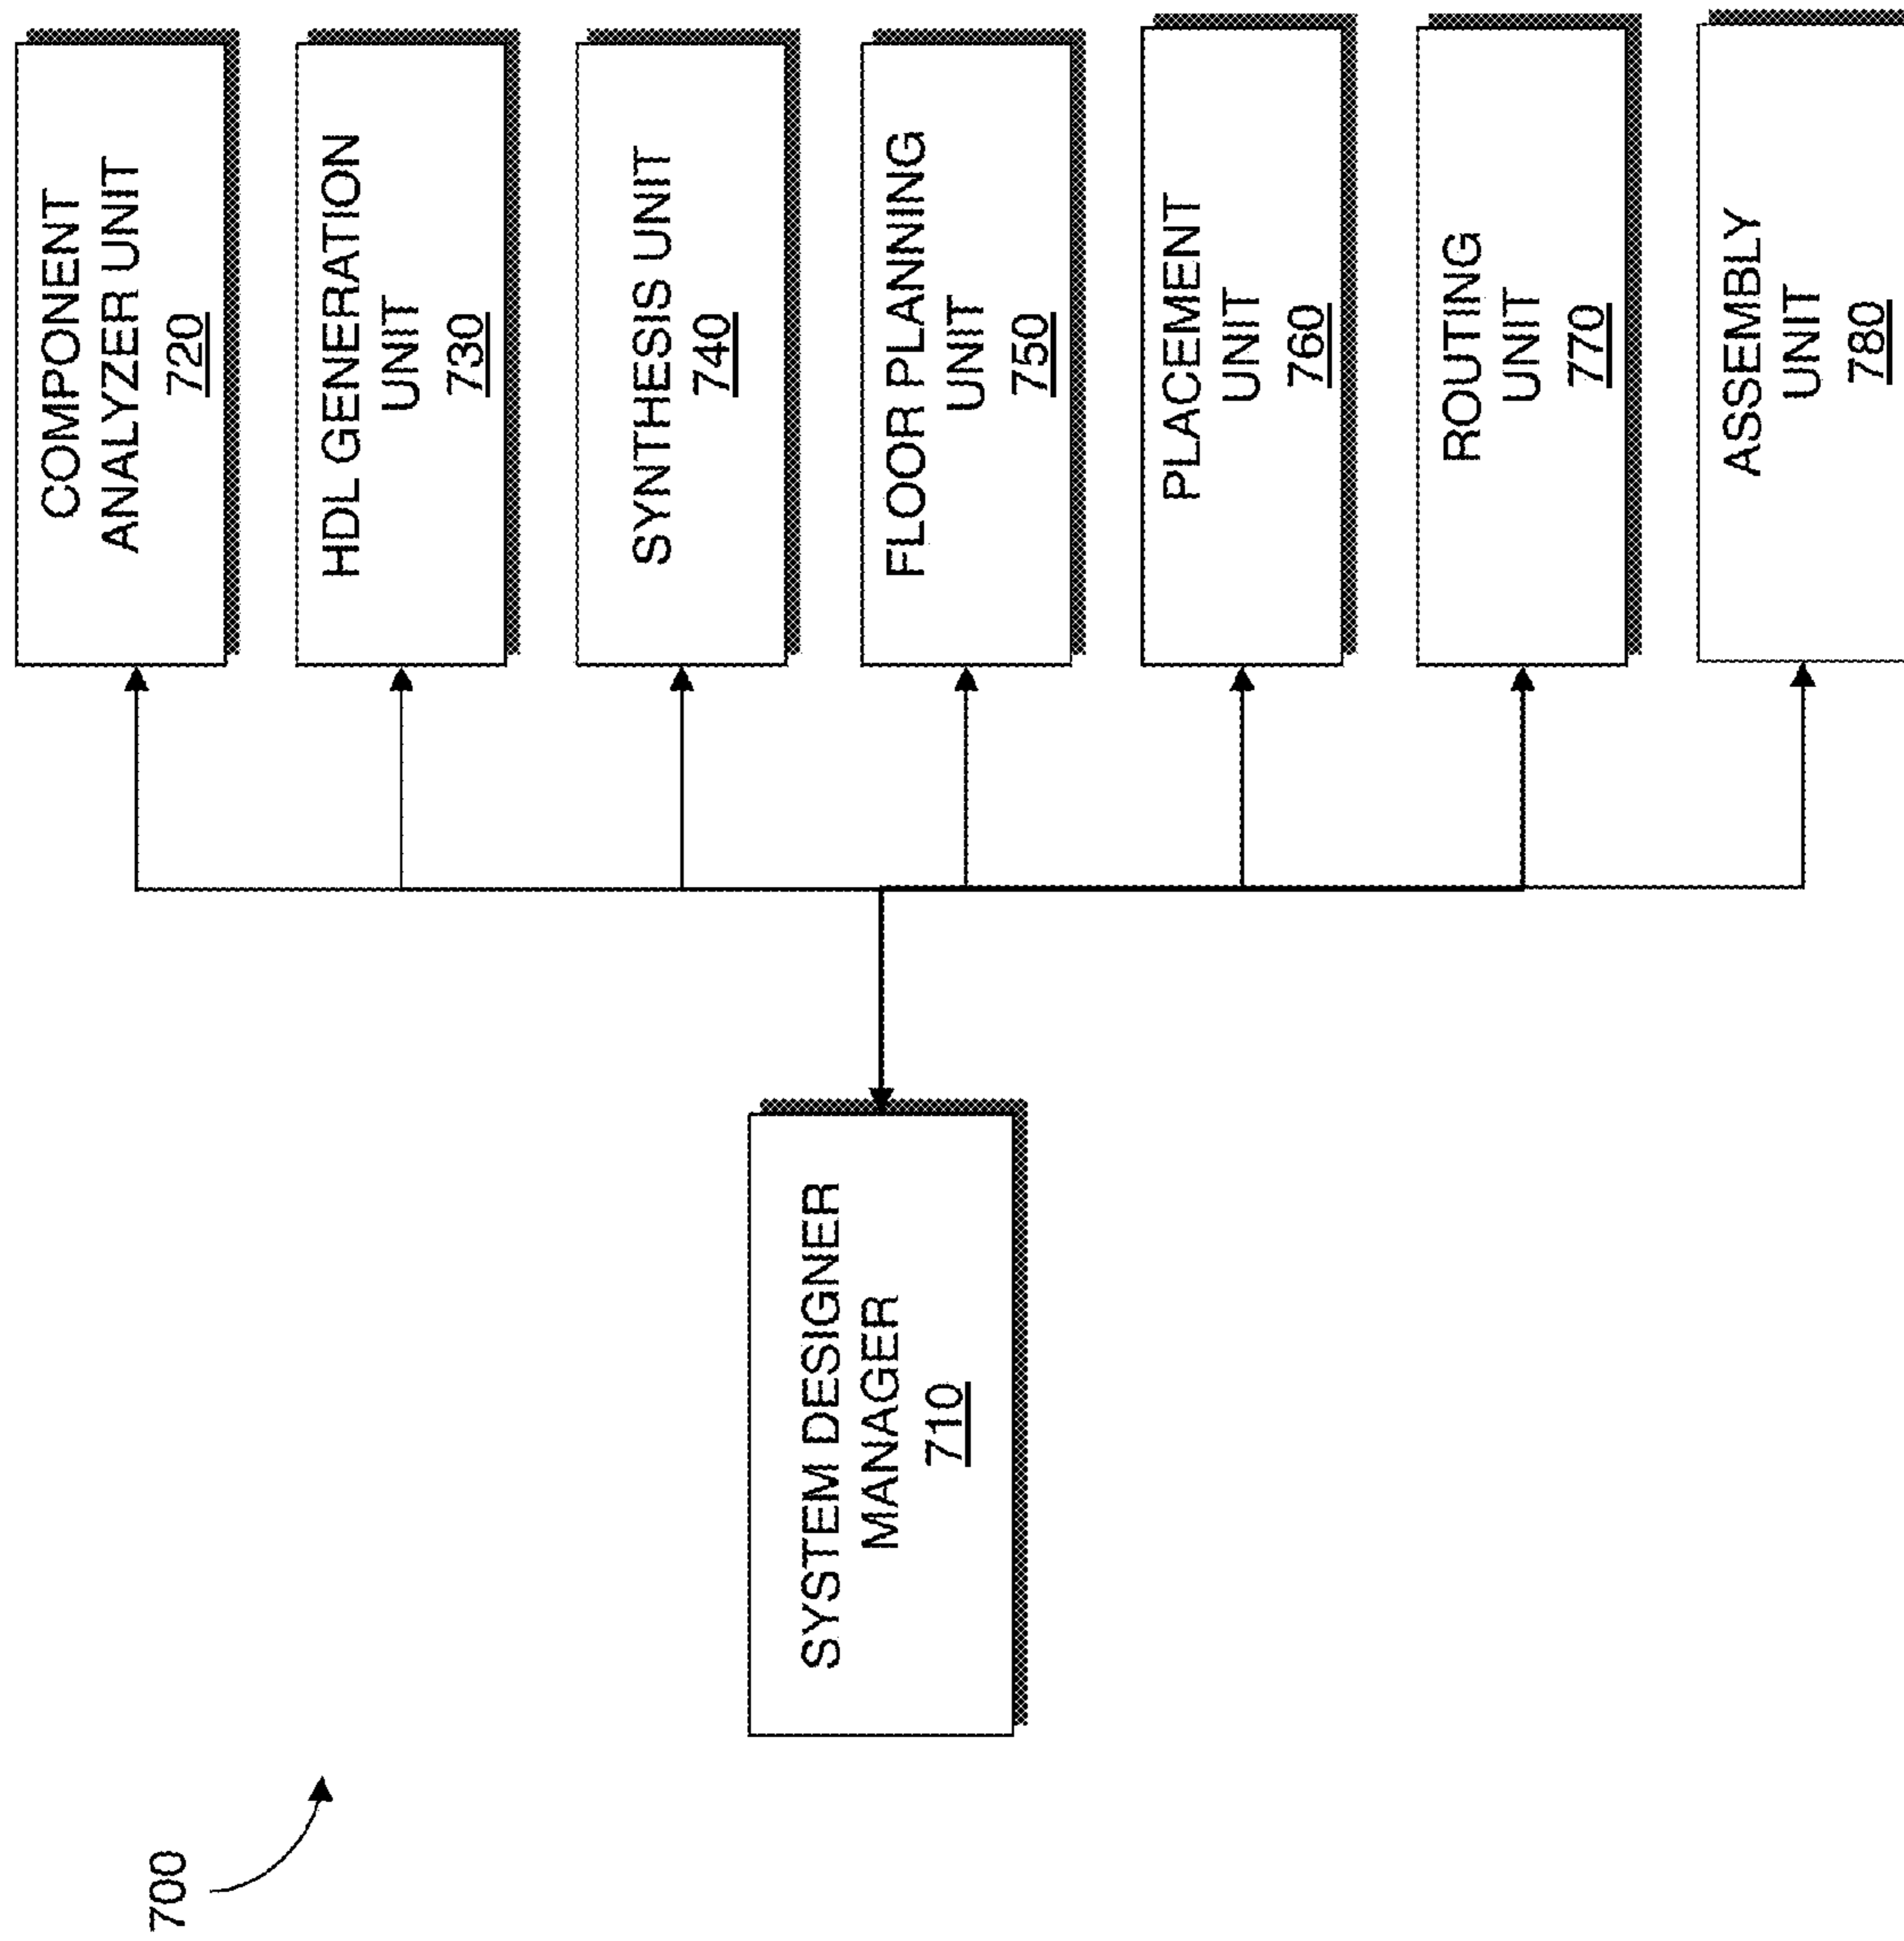 700
SYSTEM DESIGNER
MANAGER
710
COMPONENT
ANALYZER UNIT
720
HDL GENERATION
UNIT
730
SYNTHESIS UNIT
740
FLOOR PLANNING
UNIT
750
PLACEMENT
UNIT
760
ROUTING
UNIT
770
ASSEMBLY
UNIT
780